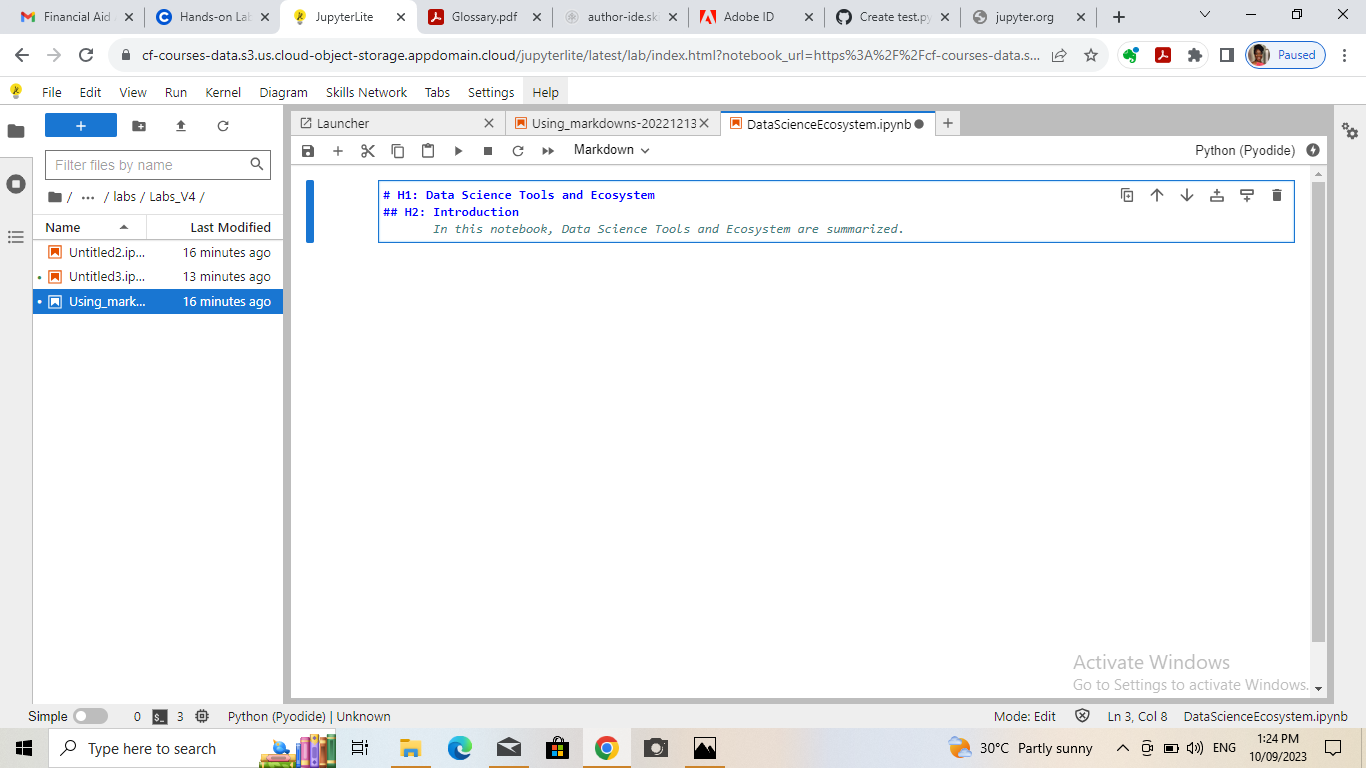 Financial Aid
Hands-on Lab
JupyterLite
Glossary.pdf
author-ide.sk
Adobe ID
Create test.py
jupyter.org
cf-courses-data.s3.us.cloud-object-storage.appdomain.cloud/jupyterlite/latest/lab/index.html?notebook_url=https%3A%2F%2Fcf-courses-data.s...
Paused
File Edit View Run Kernel Diagram Skills Network Tabs Settings Help
Launcher
Using_markdowns-20221213
DataScienceEcosystem.ipynb
Filter files by name
Markdown
Python (Pyodide)
/ ... / labs / Labs_V4 /
Name Last Modified
Untitled2.ip... 16 minutes ago
Untitled3.ip... 13 minutes ago
Using_mark... 16 minutes ago
# H1: Data Science Tools and Ecosystem
## H2: Introduction
In this notebook, Data Science Tools and Ecosystem are summarized.
Activate Windows
Go to Settings to activate Windows.
Simple 0 $_ 3 Python (Pyodide) | Unknown Mode: Edit Ln 3, Col 8 DataScienceEcosystem.ipynb
Type here to search
30°C Partly sunny
ENG
1:24 PM
10/09/2023